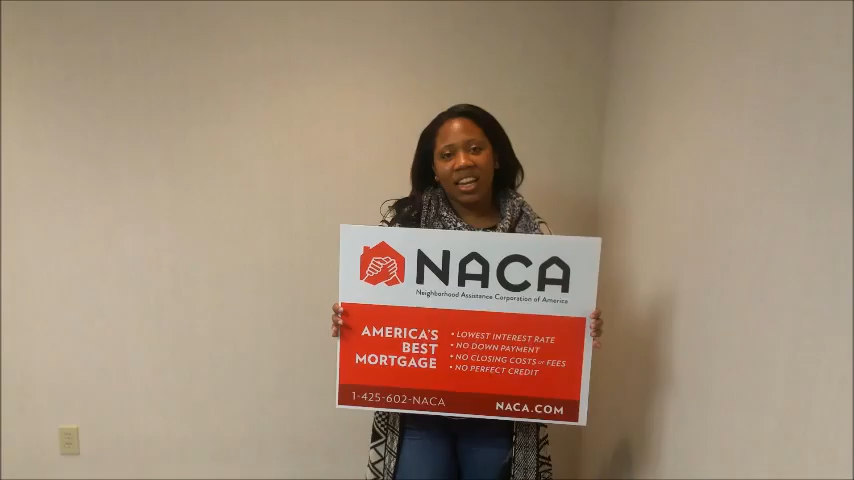 NACA
Neighborhood Assistance Corporation of America
AMERICA'S
BEST
MORTGAGE
• LOWEST INTEREST RATE
• NO DOWN PAYMENT
• NO CLOSING COSTS or FEES
• NO PERFECT CREDIT
1-425-602-NACA
NACA.COM